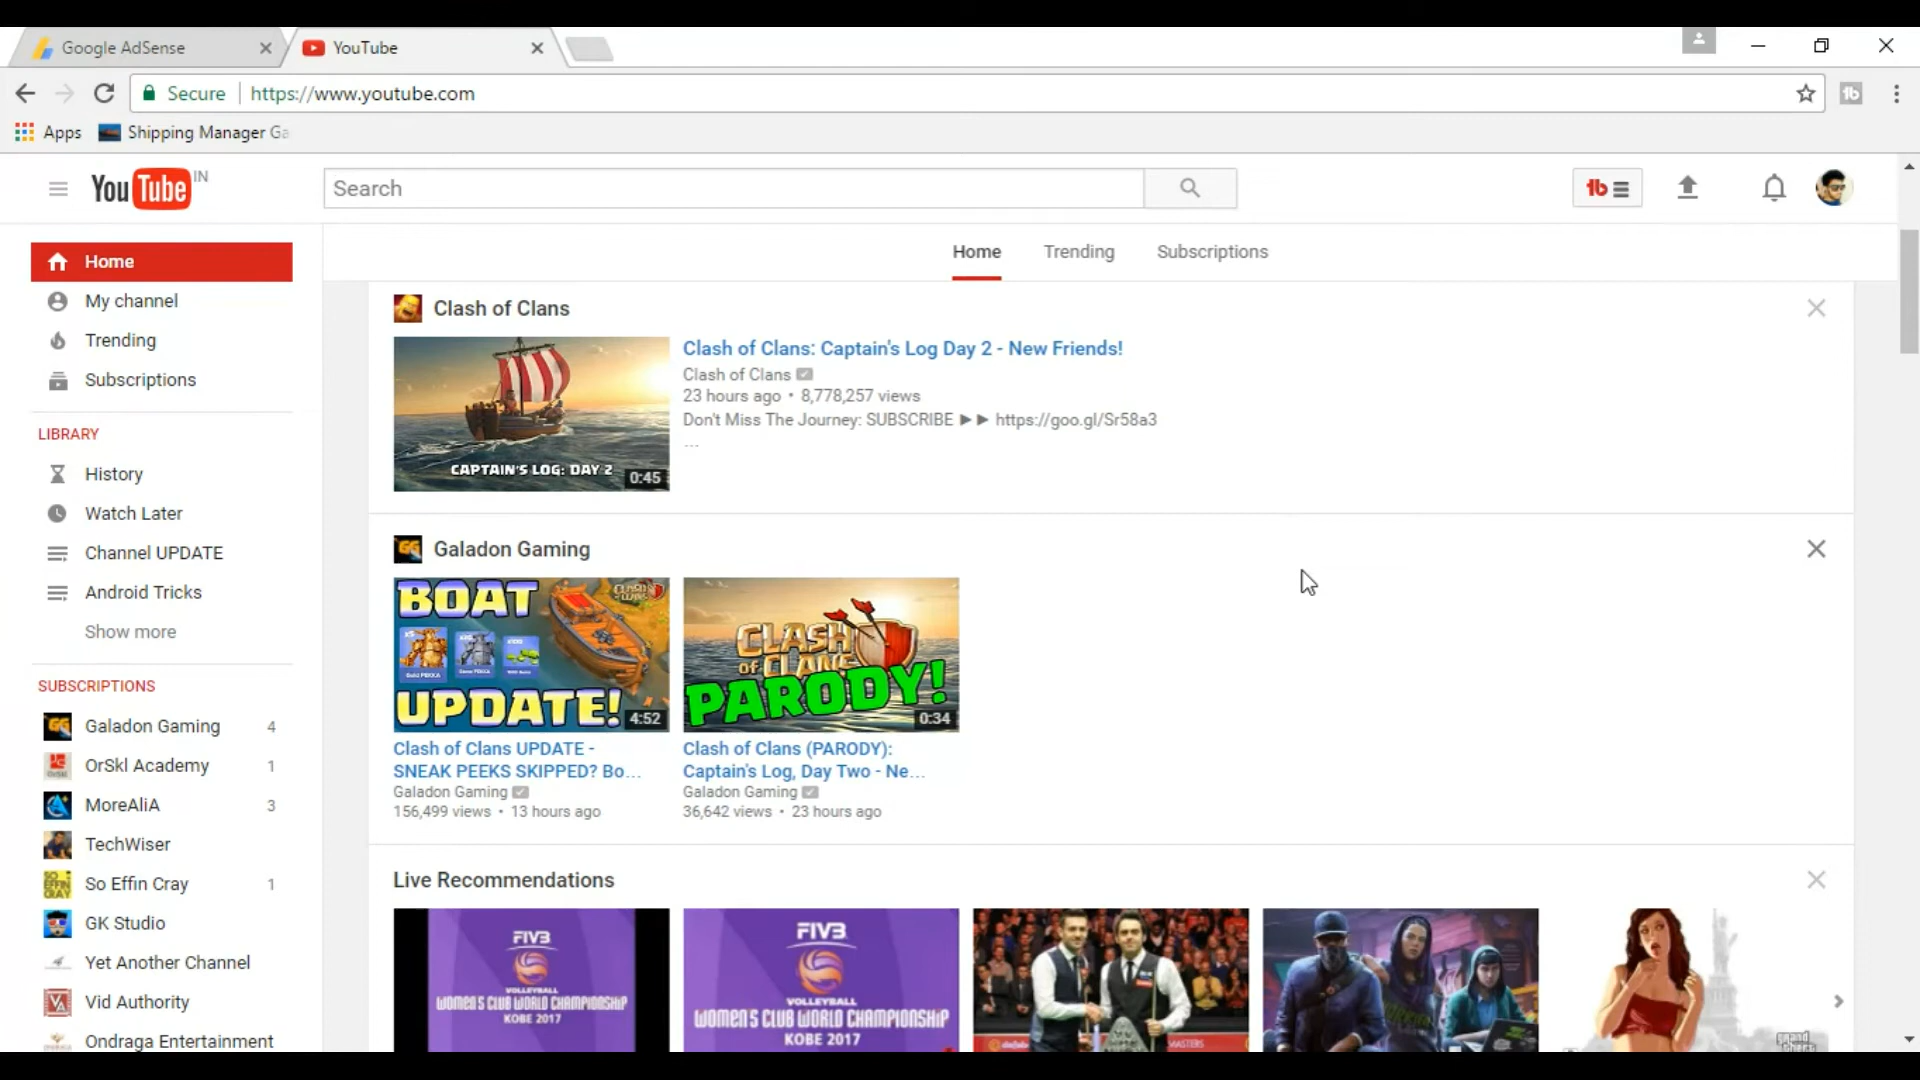 Google AdSense
YouTube
Secure
https://www.youtube.com
Apps
Shipping Manager Ga
YouTube IN
Search
Home
Trending
Subscriptions
Home
My channel
Trending
Subscriptions
LIBRARY
History
Watch Later
Channel UPDATE
Android Tricks
Show more
SUBSCRIPTIONS
Galadon Gaming 4
OrSkl Academy 1
MoreAliA 3
TechWiser
So Effin Cray 1
GK Studio
Yet Another Channel
Vid Authority
Ondraga Entertainment
Clash of Clans
CAPTAIN'S LOG: DAY 2
0:45
Clash of Clans: Captain's Log Day 2 - New Friends!
Clash of Clans
23 hours ago • 8,778,257 views
Don't Miss The Journey: SUBSCRIBE ►► https://goo.gl/Sr58a3
...
Galadon Gaming
BOAT
UPDATE!
4:52
Clash of Clans UPDATE -
SNEAK PEEKS SKIPPED? Bo...
Galadon Gaming
156,499 views • 13 hours ago
CLASH
OF CLANS
PARODY!
0:34
Clash of Clans (PARODY):
Captain's Log, Day Two - Ne...
Galadon Gaming
36,642 views • 23 hours ago
Live Recommendations
FIVB
VOLLEYBALL
WOMEN'S CLUB WORLD CHAMPIONSHIP
KOBE 2017
FIVB
VOLLEYBALL
WOMEN'S CLUB WORLD CHAMPIONSHIP
KOBE 2017
MASTERS